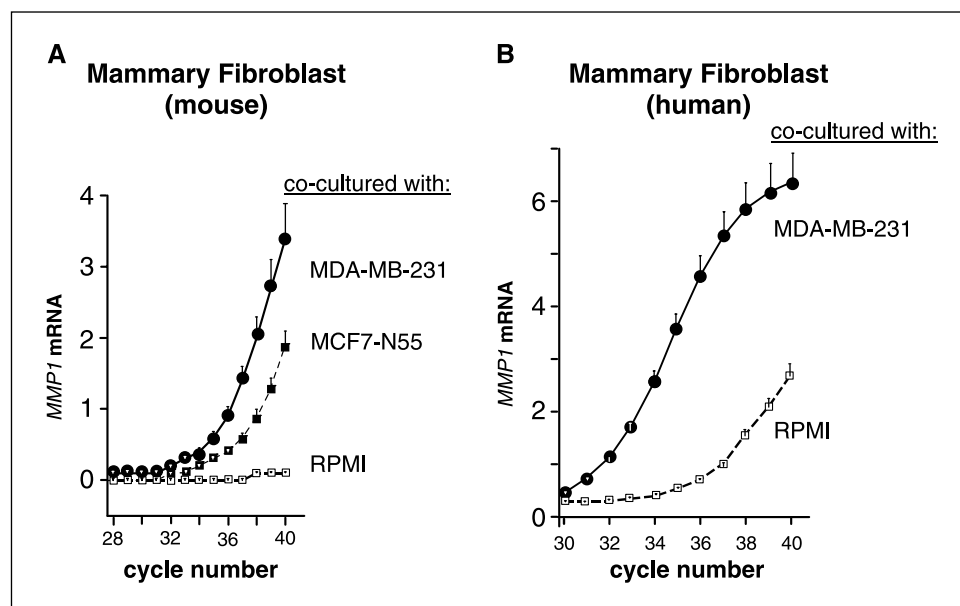 A
Mammary Fibroblast
(mouse)
co-cultured with:
MDA-MB-231
MCF7-N55
RPMI
MMP1 mRNA
4
3
2
1
0
28
32
36
40
cycle number
B
Mammary Fibroblast
(human)
co-cultured with:
MDA-MB-231
RPMI
MMP1 mRNA
6
4
2
0
30
32
34
36
38
40
cycle number